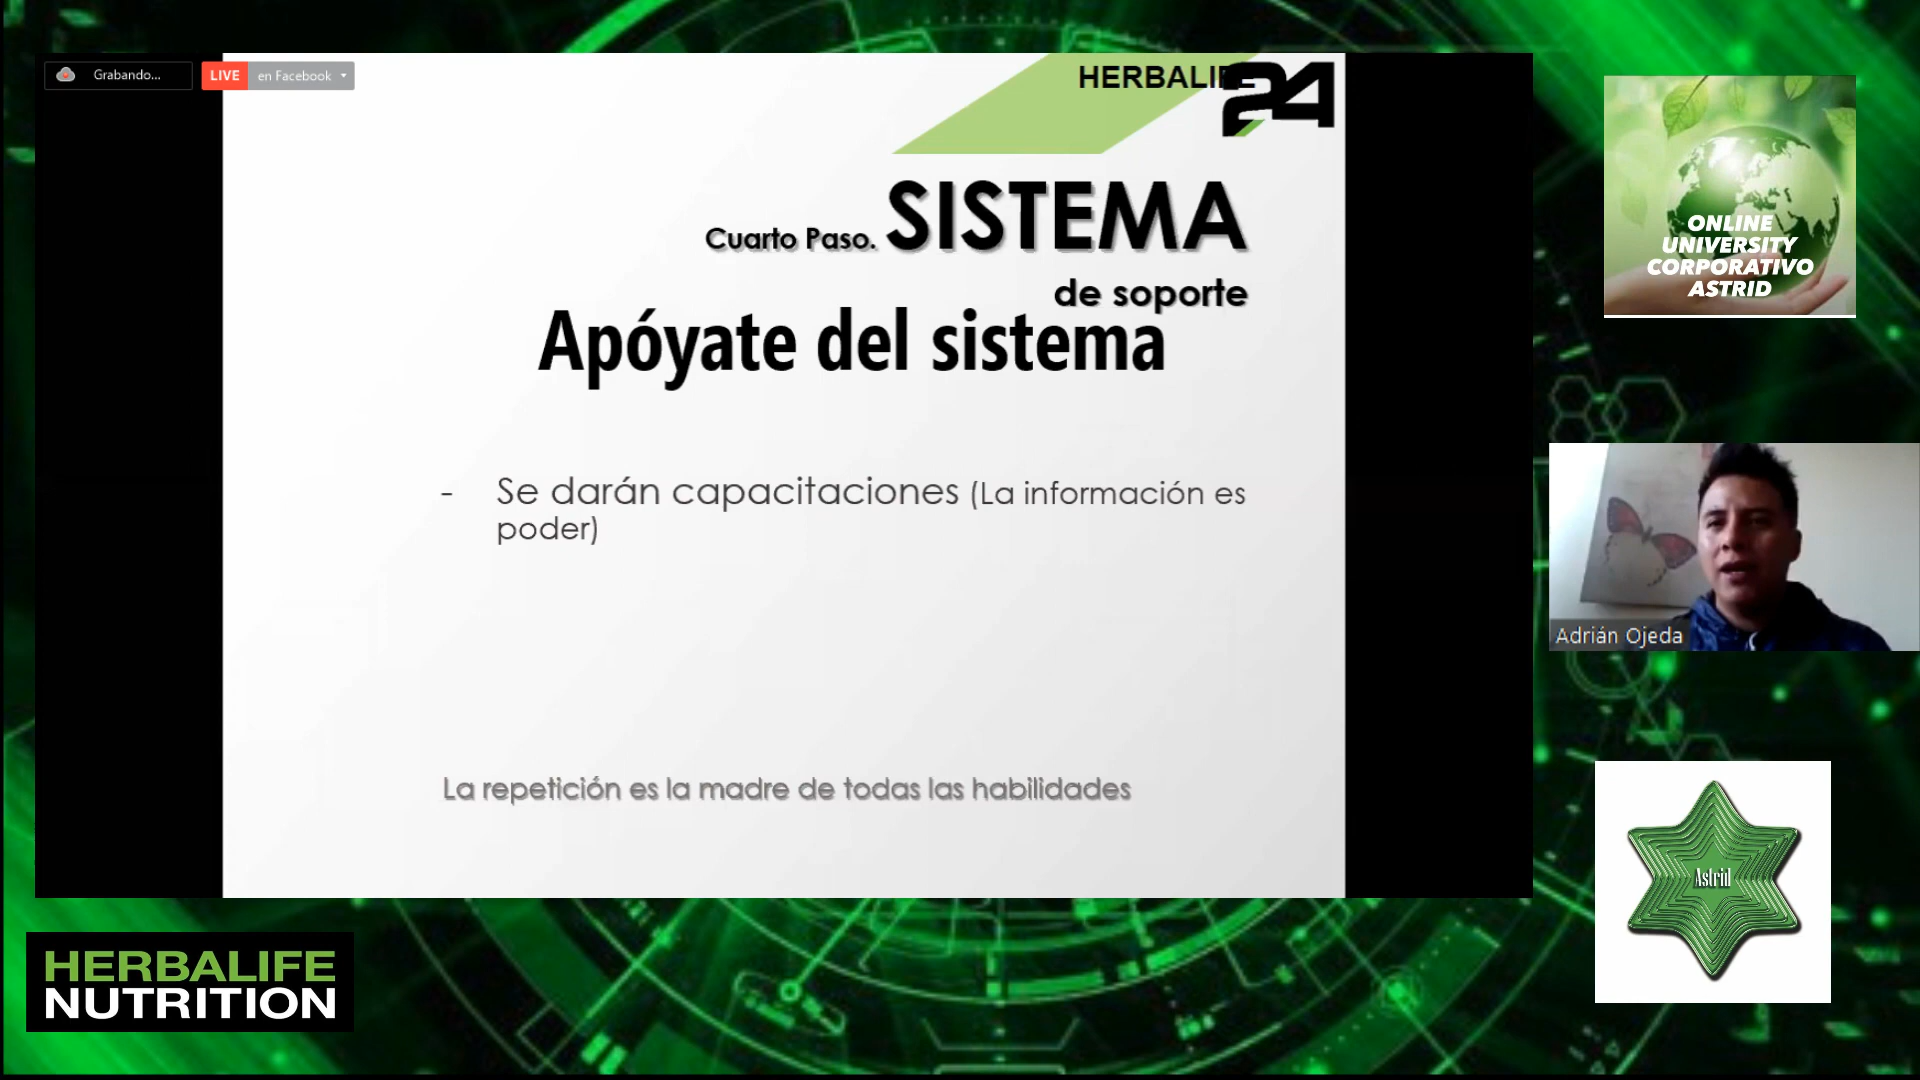 Grabando...
LIVE en Facebook
HERBALIFE
24
Cuarto Paso. SISTEMA
de soporte
Apóyate del sistema
- Se darán capacitaciones (La información es
poder)
La repetición es la madre de todas las habilidades
ONLINE
UNIVERSITY
CORPORATIVO
ASTRID
Adrián Ojeda
Astrid
HERBALIFE
NUTRITION